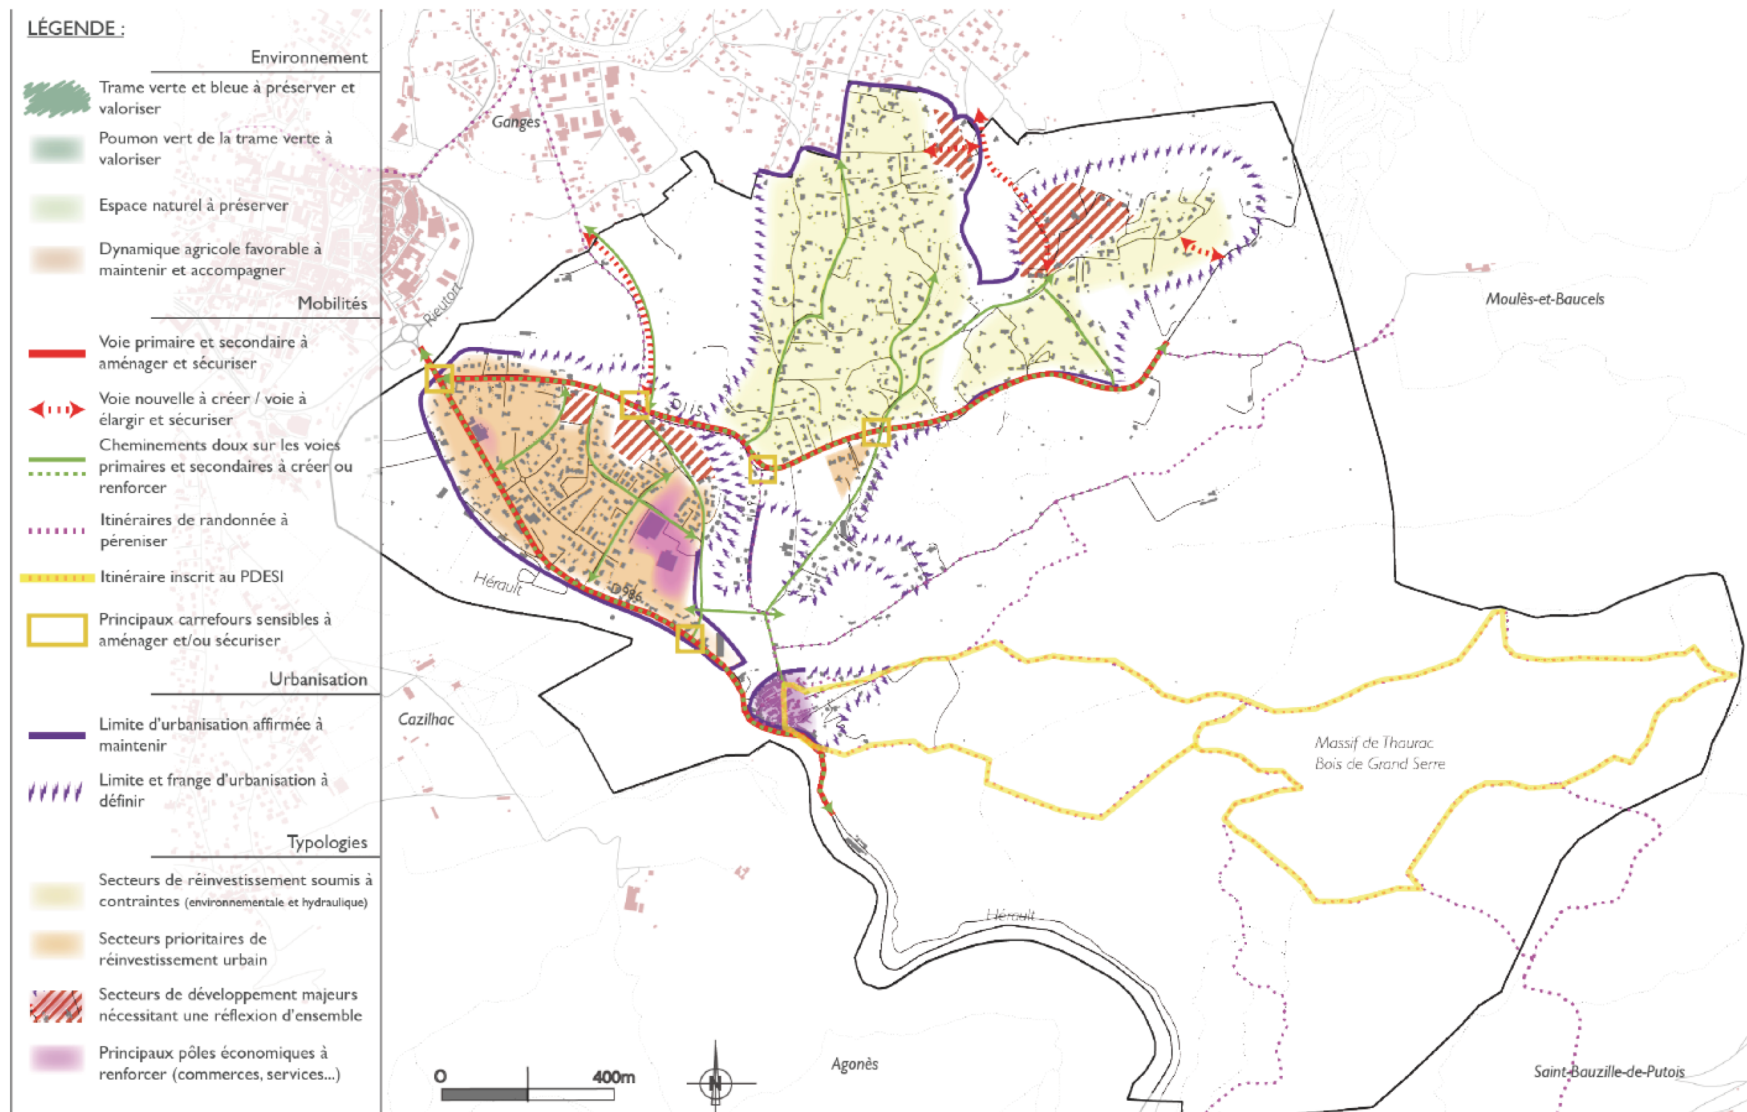 LÉGENDE :
Environnement
Trame verte et bleue à préserver et
valoriser
Poumon vert de la trame verte à
valoriser
Espace naturel à préserver
Dynamique agricole favorable à
maintenir et accompagner
Mobilités
Voie primaire et secondaire à
aménager et sécuriser
Voie nouvelle à créer / voie à
élargir et sécuriser
Cheminements doux sur les voies
primaires et secondaires à créer ou
renforcer
Itinéraires de randonnée à
péreniser
Itinéraire inscrit au PDESI
Principaux carrefours sensibles à
aménager et/ou sécuriser
Urbanisation
Limite d'urbanisation affirmée à
maintenir
Limite et frange d'urbanisation à
définir
Typologies
Secteurs de réinvestissement soumis à
contraintes (environnementale et hydraulique)
Secteurs prioritaires de
réinvestissement urbain
Secteurs de développement majeurs
nécessitant une réflexion d'ensemble
Principaux pôles économiques à
renforcer (commerces, services...)
Ganges
Rieutort
Moulès-et-Baucels
D115
Hérault
D986
Cazilhac
Massif de Thaurac
Bois de Grand Serre
Hérault
Agonès
Saint-Bauzille-de-Putois
0 400m
N